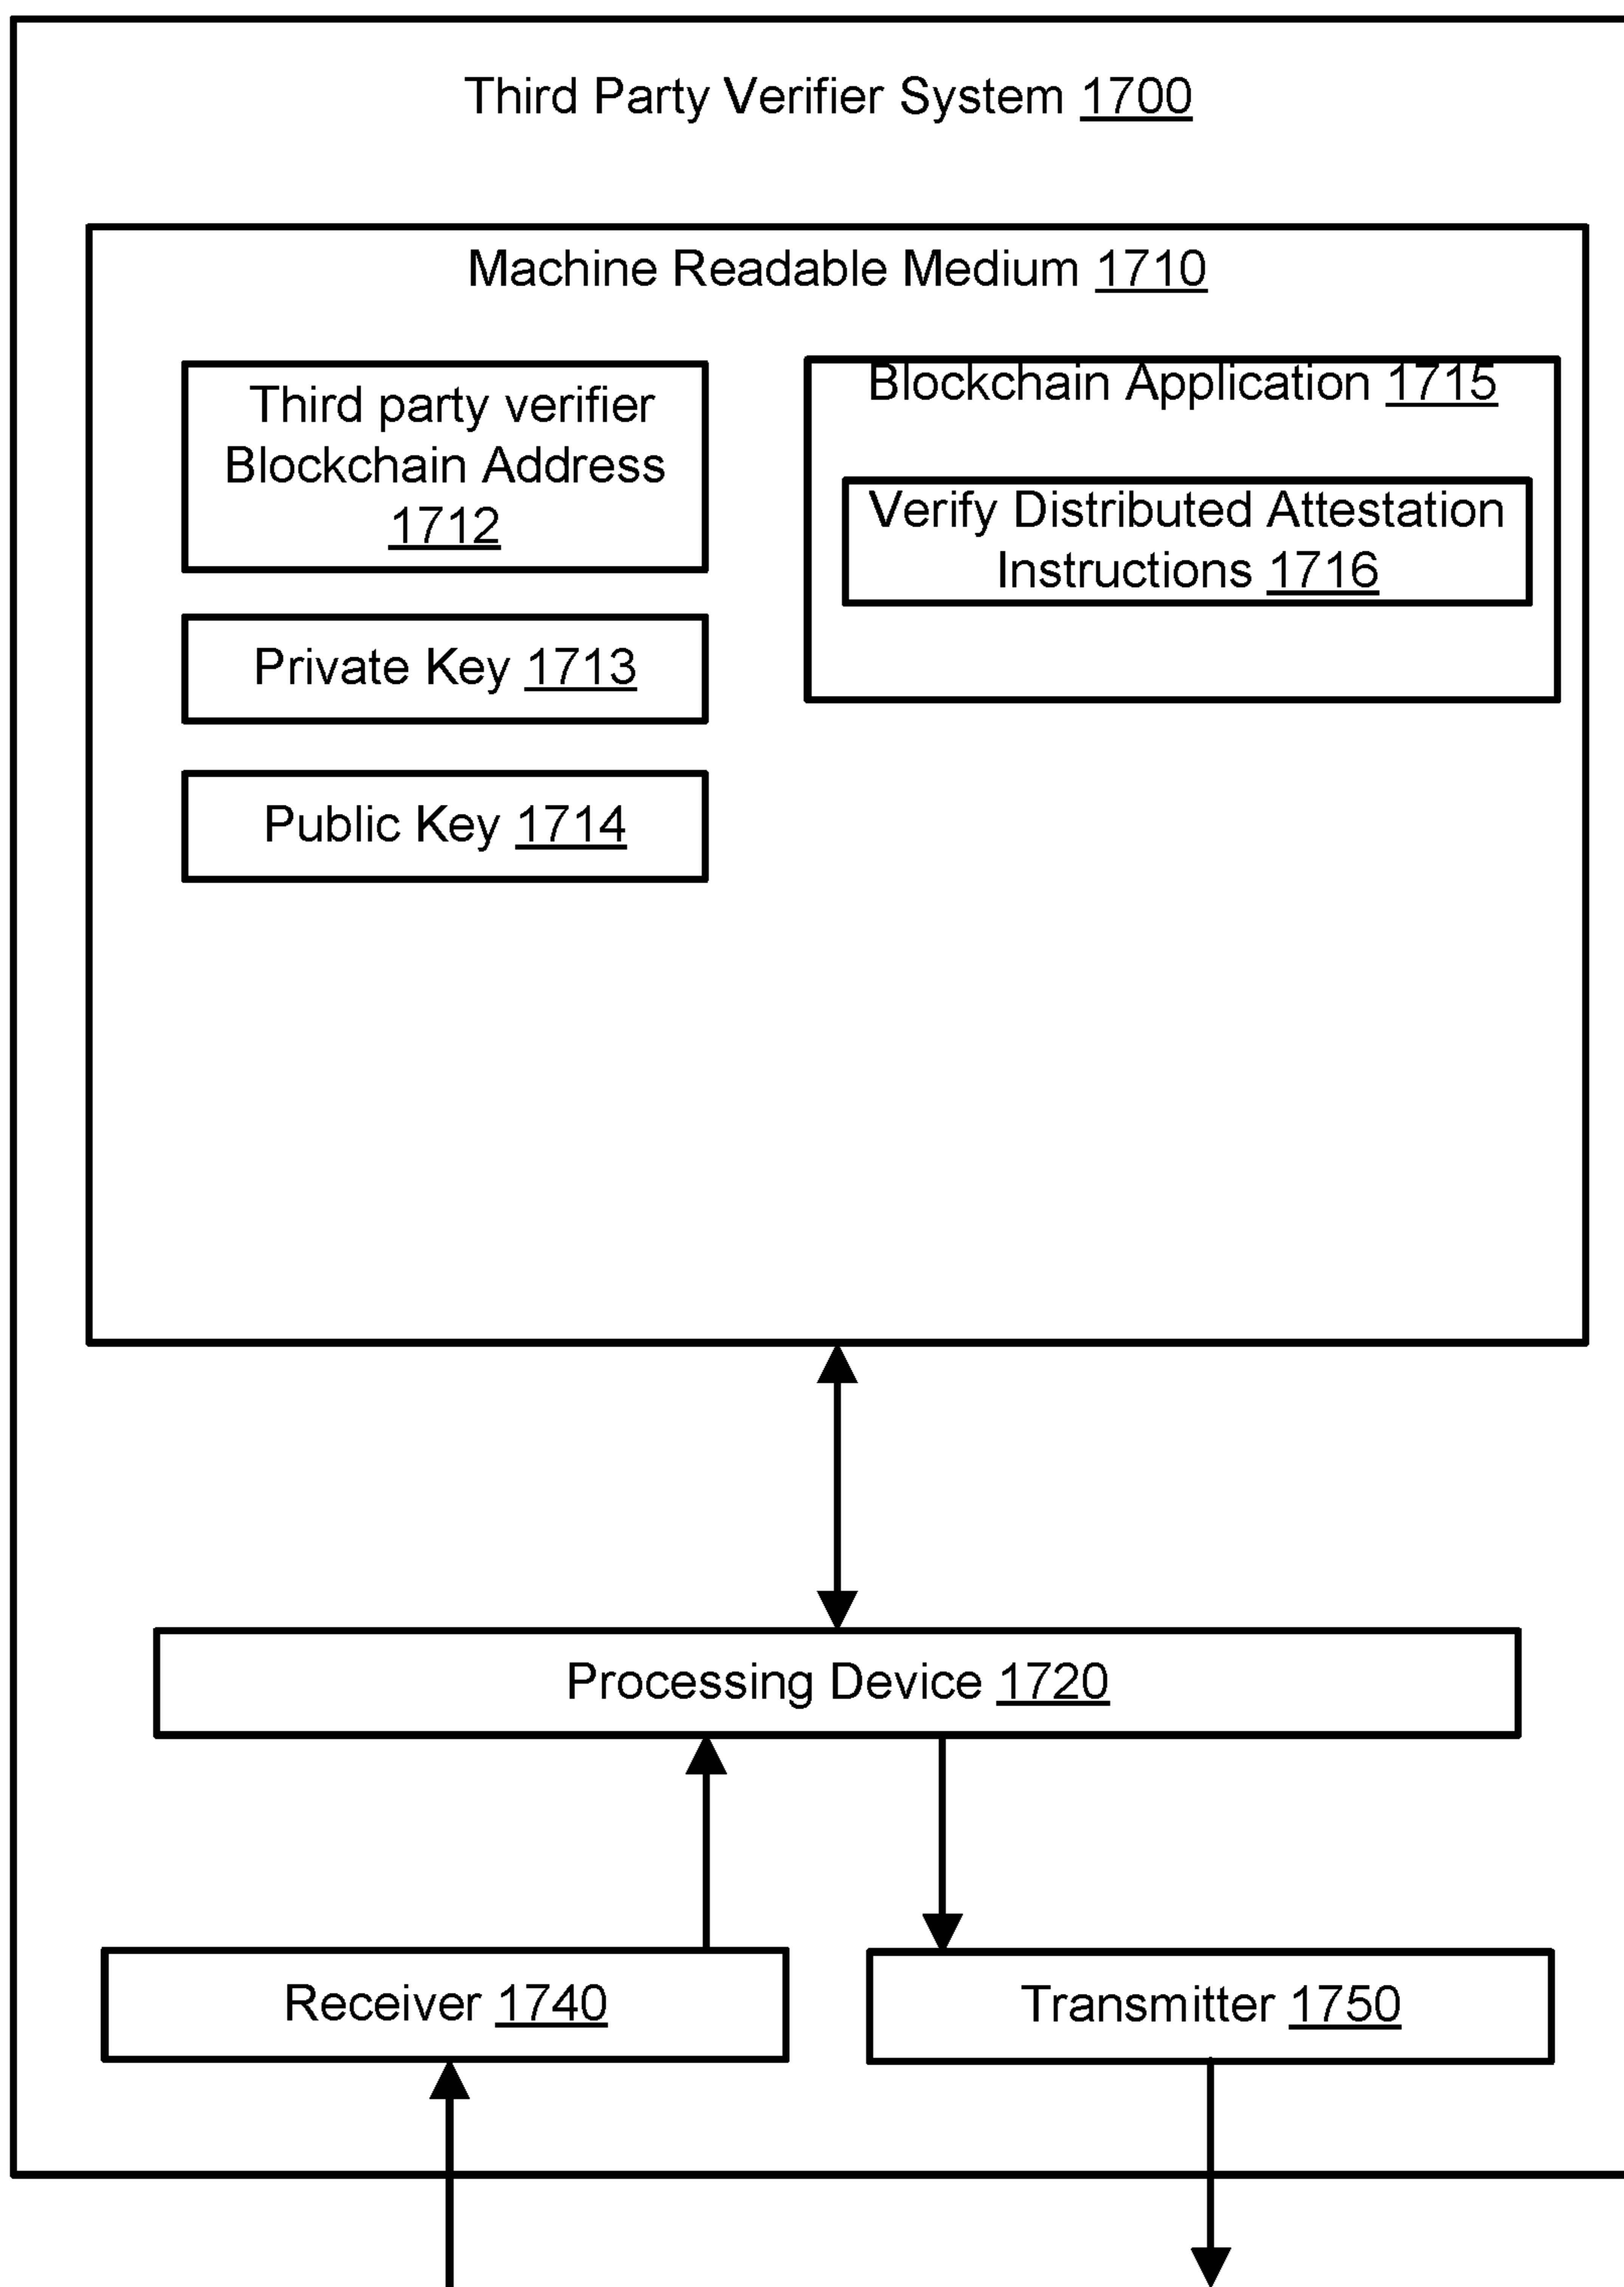 Third Party Verifier System 1700
Machine Readable Medium 1710
Third party verifier
Blockchain Address
1712
Private Key 1713
Public Key 1714
Blockchain Application 1715
Verify Distributed Attestation
Instructions 1716
Processing Device 1720
Receiver 1740
Transmitter 1750